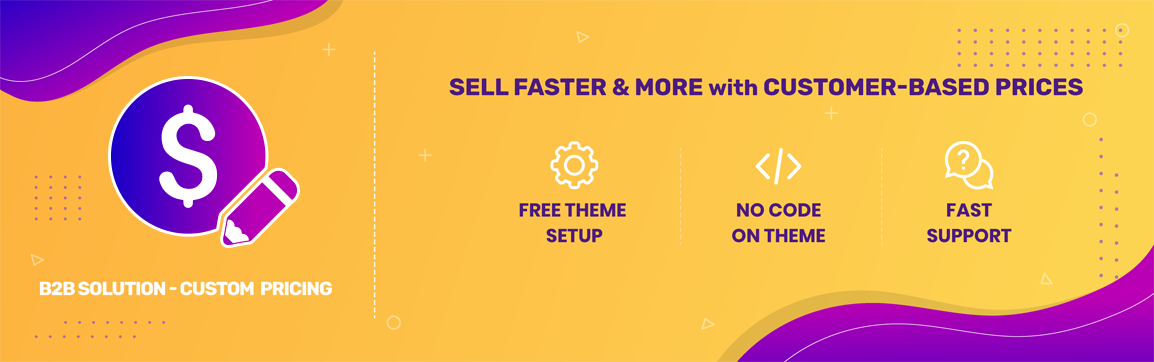 SELL FASTER & MORE with CUSTOMER-BASED PRICES
FREE THEME
SETUP
NO CODE
ON THEME
FAST
SUPPORT
B2B SOLUTION - CUSTOM PRICING